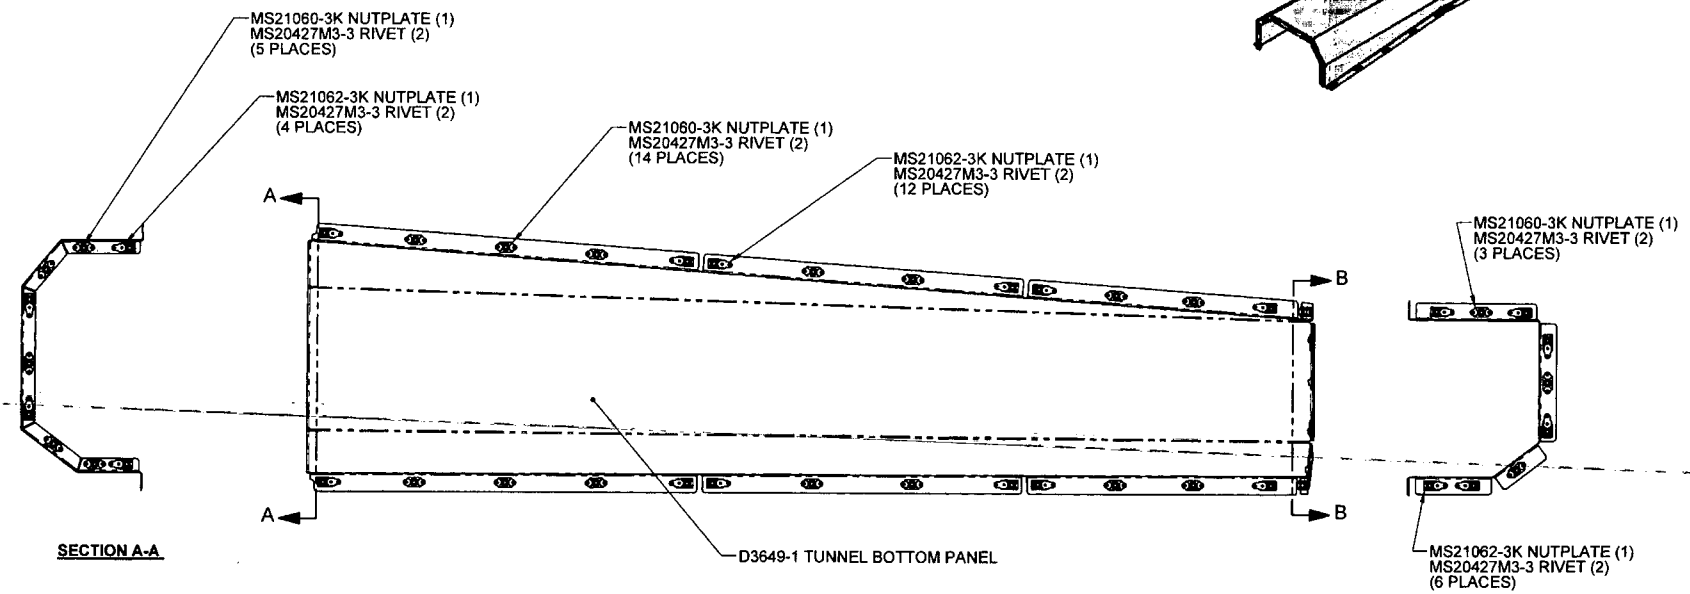 MS21060-3K NUTPLATE (1)
MS20427M3-3 RIVET (2)
(5 PLACES)
MS21062-3K NUTPLATE (1)
MS20427M3-3 RIVET (2)
(4 PLACES)
MS21060-3K NUTPLATE (1)
MS20427M3-3 RIVET (2)
(14 PLACES)
MS21062-3K NUTPLATE (1)
MS20427M3-3 RIVET (2)
(12 PLACES)
MS21060-3K NUTPLATE (1)
MS20427M3-3 RIVET (2)
(3 PLACES)
A
B
A
B
SECTION A-A
D3649-1 TUNNEL BOTTOM PANEL
MS21062-3K NUTPLATE (1)
MS20427M3-3 RIVET (2)
(6 PLACES)